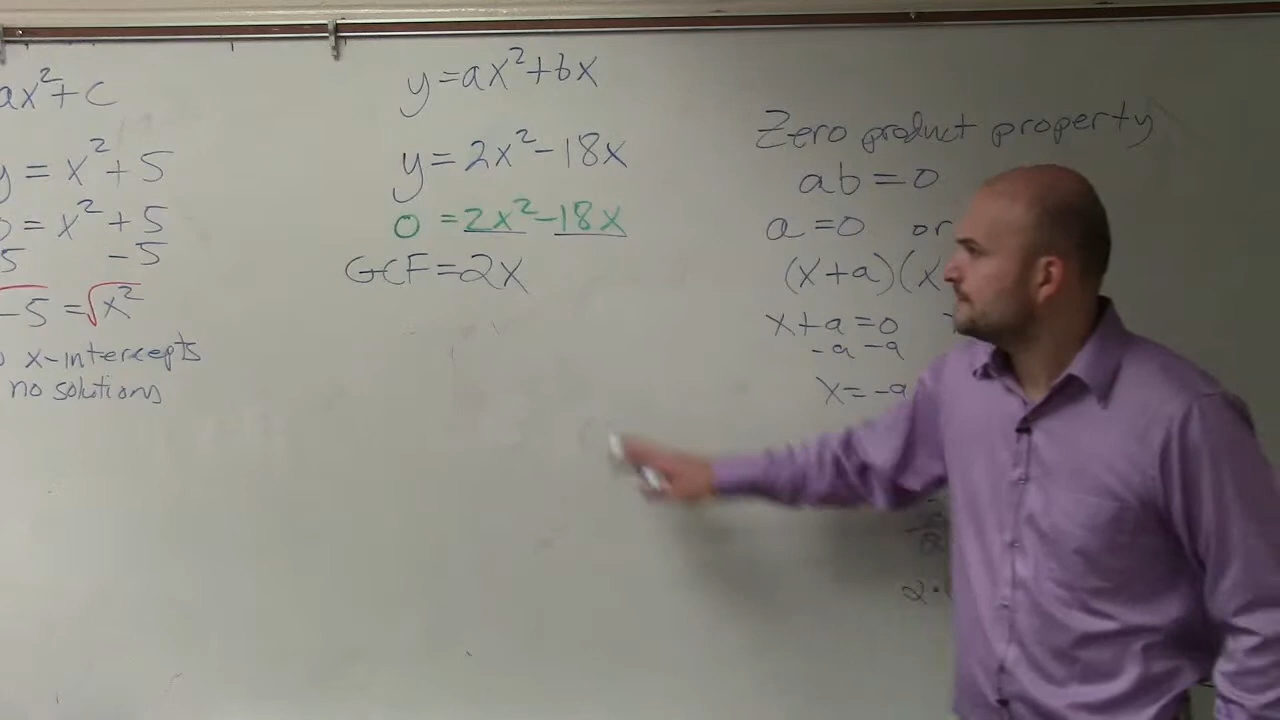 ax²+c
y = x² + 5
0 = x² + 5
5 -5
-5 = √x²
x-intercepts
no solutions
y = ax² + bx
y = 2x² - 18x
0 = 2x² - 18x
GCF = 2x
Zero product property
ab = 0
a = 0 or
(x + a)(x
x + a = 0
-a -a
x = -a
2·